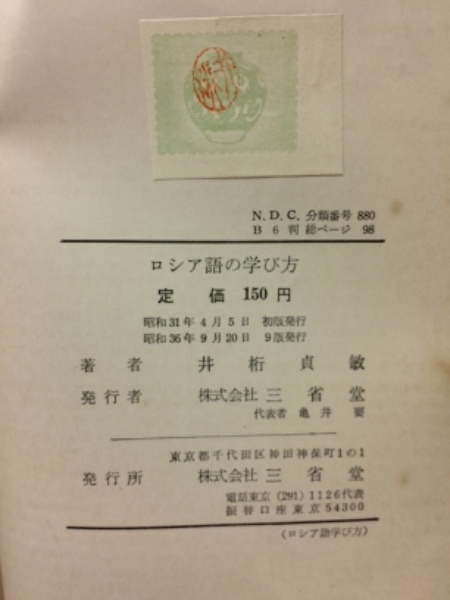 N.D.C. 分類番号 880
B 6 判 総ページ 98
ロシア語の学び方
定 価 150 円
昭和31年 4月 5日 初版発行
昭和36年 9月20日 9版発行
著者 井桁貞敏
発行者 株式会社 三省堂
代表者 亀井 要
東京都千代田区神田神保町1の1
発行所 株式会社 三省堂
電話東京 (291) 1126代表
振替口座東京 54300
(ロシア語学び方)